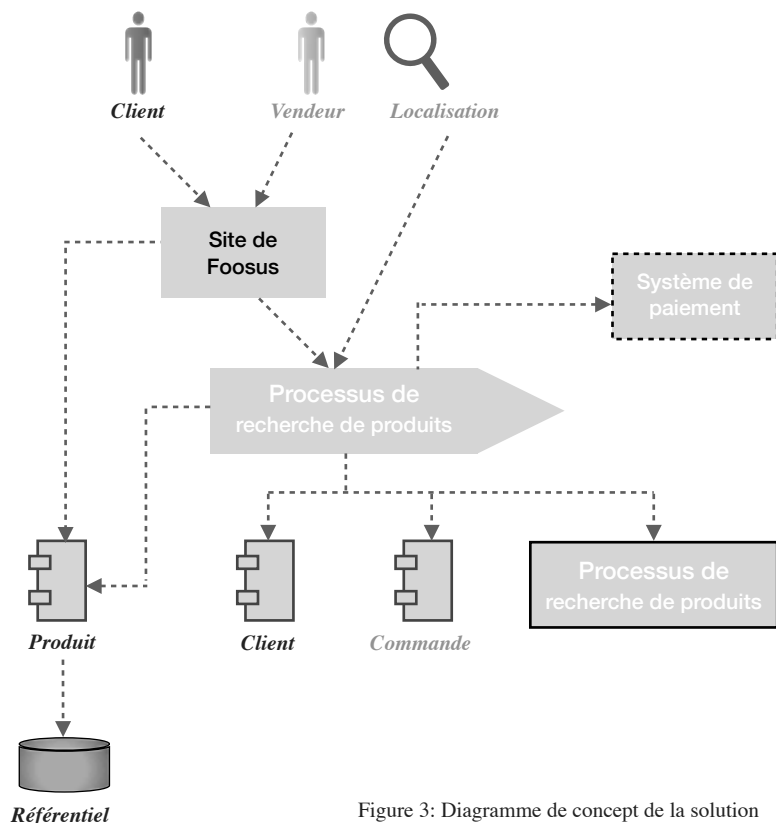 Client
Vendeur
Localisation
Site de
Foosus
Système de
paiement
Processus de
recherche de produits
Produit
Client
Commande
Processus de
recherche de produits
Référentiel
Figure 3: Diagramme de concept de la solution